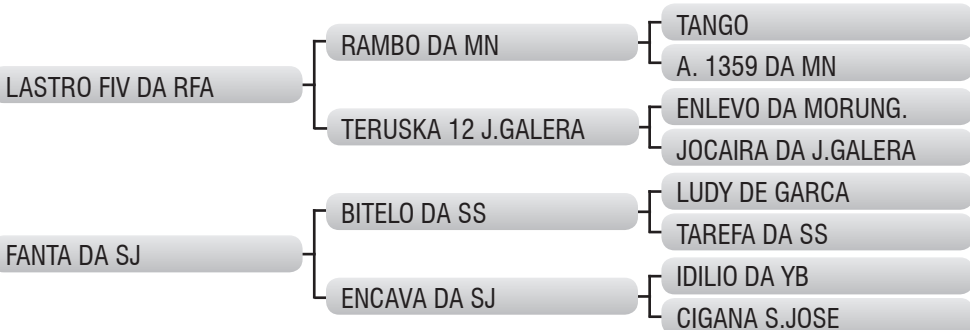 LASTRO FIV DA RFA
RAMBO DA MN
TANGO
A. 1359 DA MN
TERUSKA 12 J.GALERA
ENLEVO DA MORUNG.
JOCAIRA DA J.GALERA
FANTA DA SJ
BITELO DA SS
LUDY DE GARCA
TAREFA DA SS
ENCAVA DA SJ
IDILIO DA YB
CIGANA S.JOSE